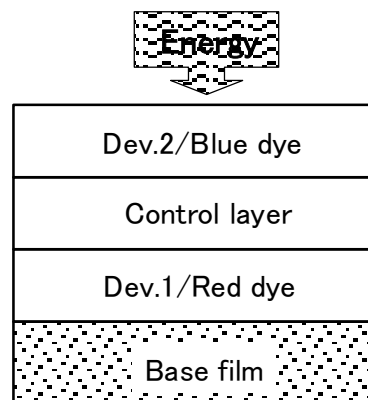 Energy
Dev.2/Blue dye
Control layer
Dev.1/Red dye
Base film